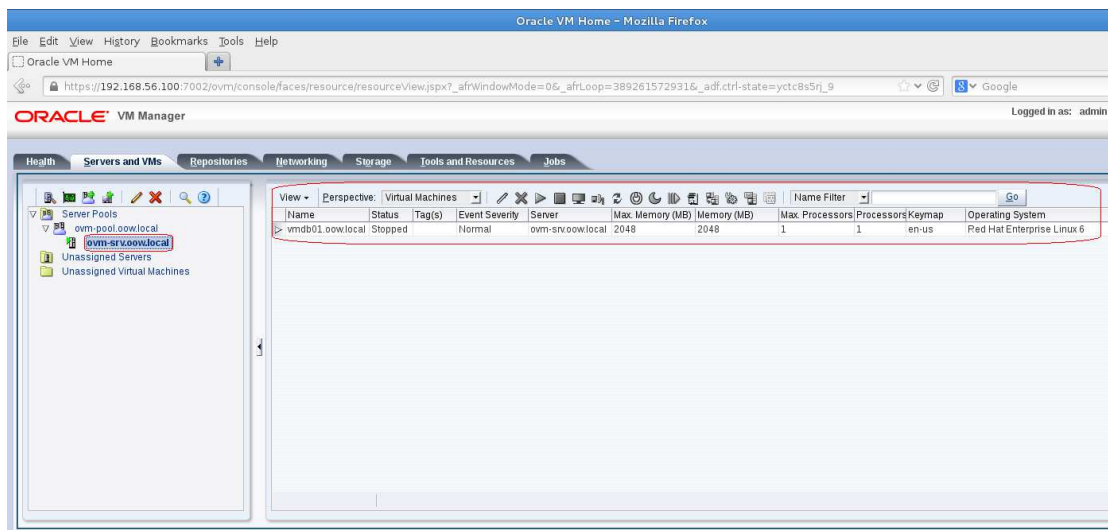 Oracle VM Home - Mozilla Firefox
File Edit View History Bookmarks Tools Help
Oracle VM Home
https://192.168.56.100:7002/ovm/console/faces/resource/resourceView.jspx?_afrWindowMode=0&_afrLoop=389261572931&_adf.ctrl-state=yctc8s5rj_9
Google
ORACLE VM Manager
Logged in as: admin
Health Servers and VMs Repositories Networking Storage Tools and Resources Jobs
View Perspective: Virtual Machines Name Filter Go
Server Pools
ovm-pool.oow.local
ovm-srv.oow.local
Unassigned Servers
Unassigned Virtual Machines
Name Status Tag(s) Event Severity Server Max. Memory (MB) Memory (MB) Max. Processors Processors Keymap Operating System
vmdb01.oow.local Stopped Normal ovm-srv.oow.local 2048 2048 1 1 en-us Red Hat Enterprise Linux 6